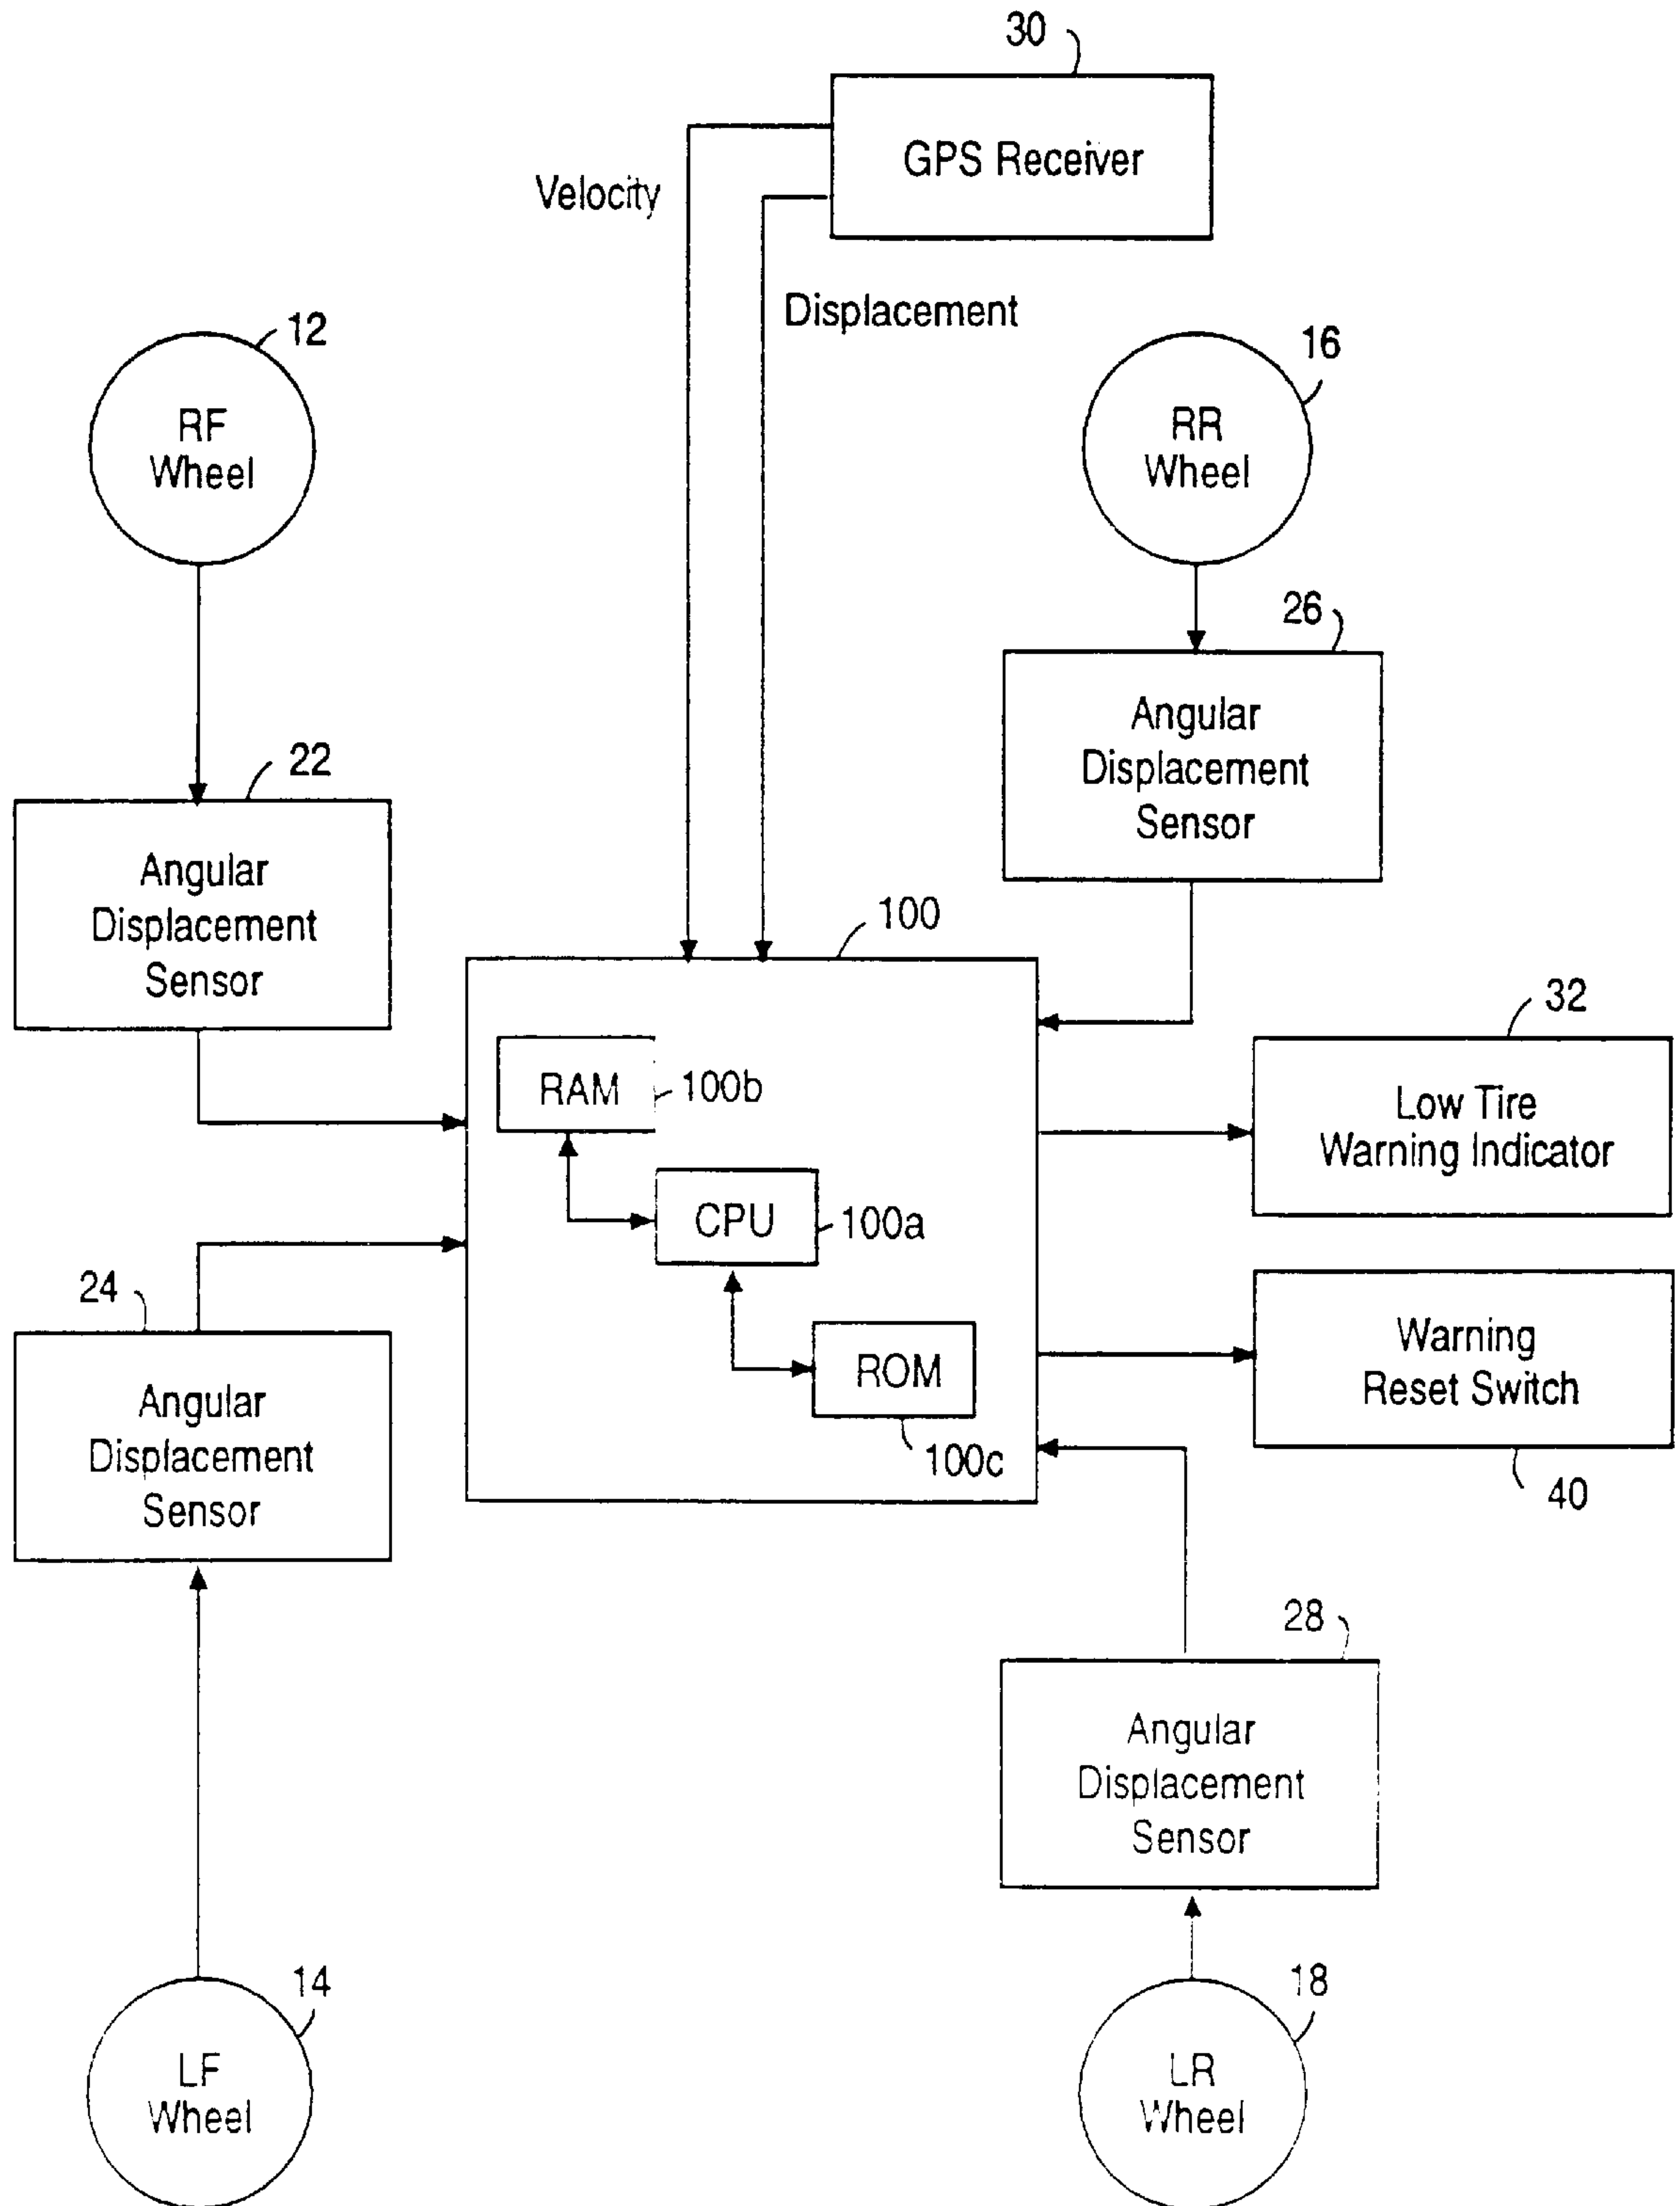 30
GPS Receiver
Velocity
Displacement
12
RF
Wheel
16
RR
Wheel
26
Angular
Displacement
Sensor
22
Angular
Displacement
Sensor
100
32
Low Tire
Warning Indicator
RAM
100b
CPU
100a
ROM
100c
Warning
Reset Switch
40
24
Angular
Displacement
Sensor
28
Angular
Displacement
Sensor
14
LF
Wheel
18
LR
Wheel